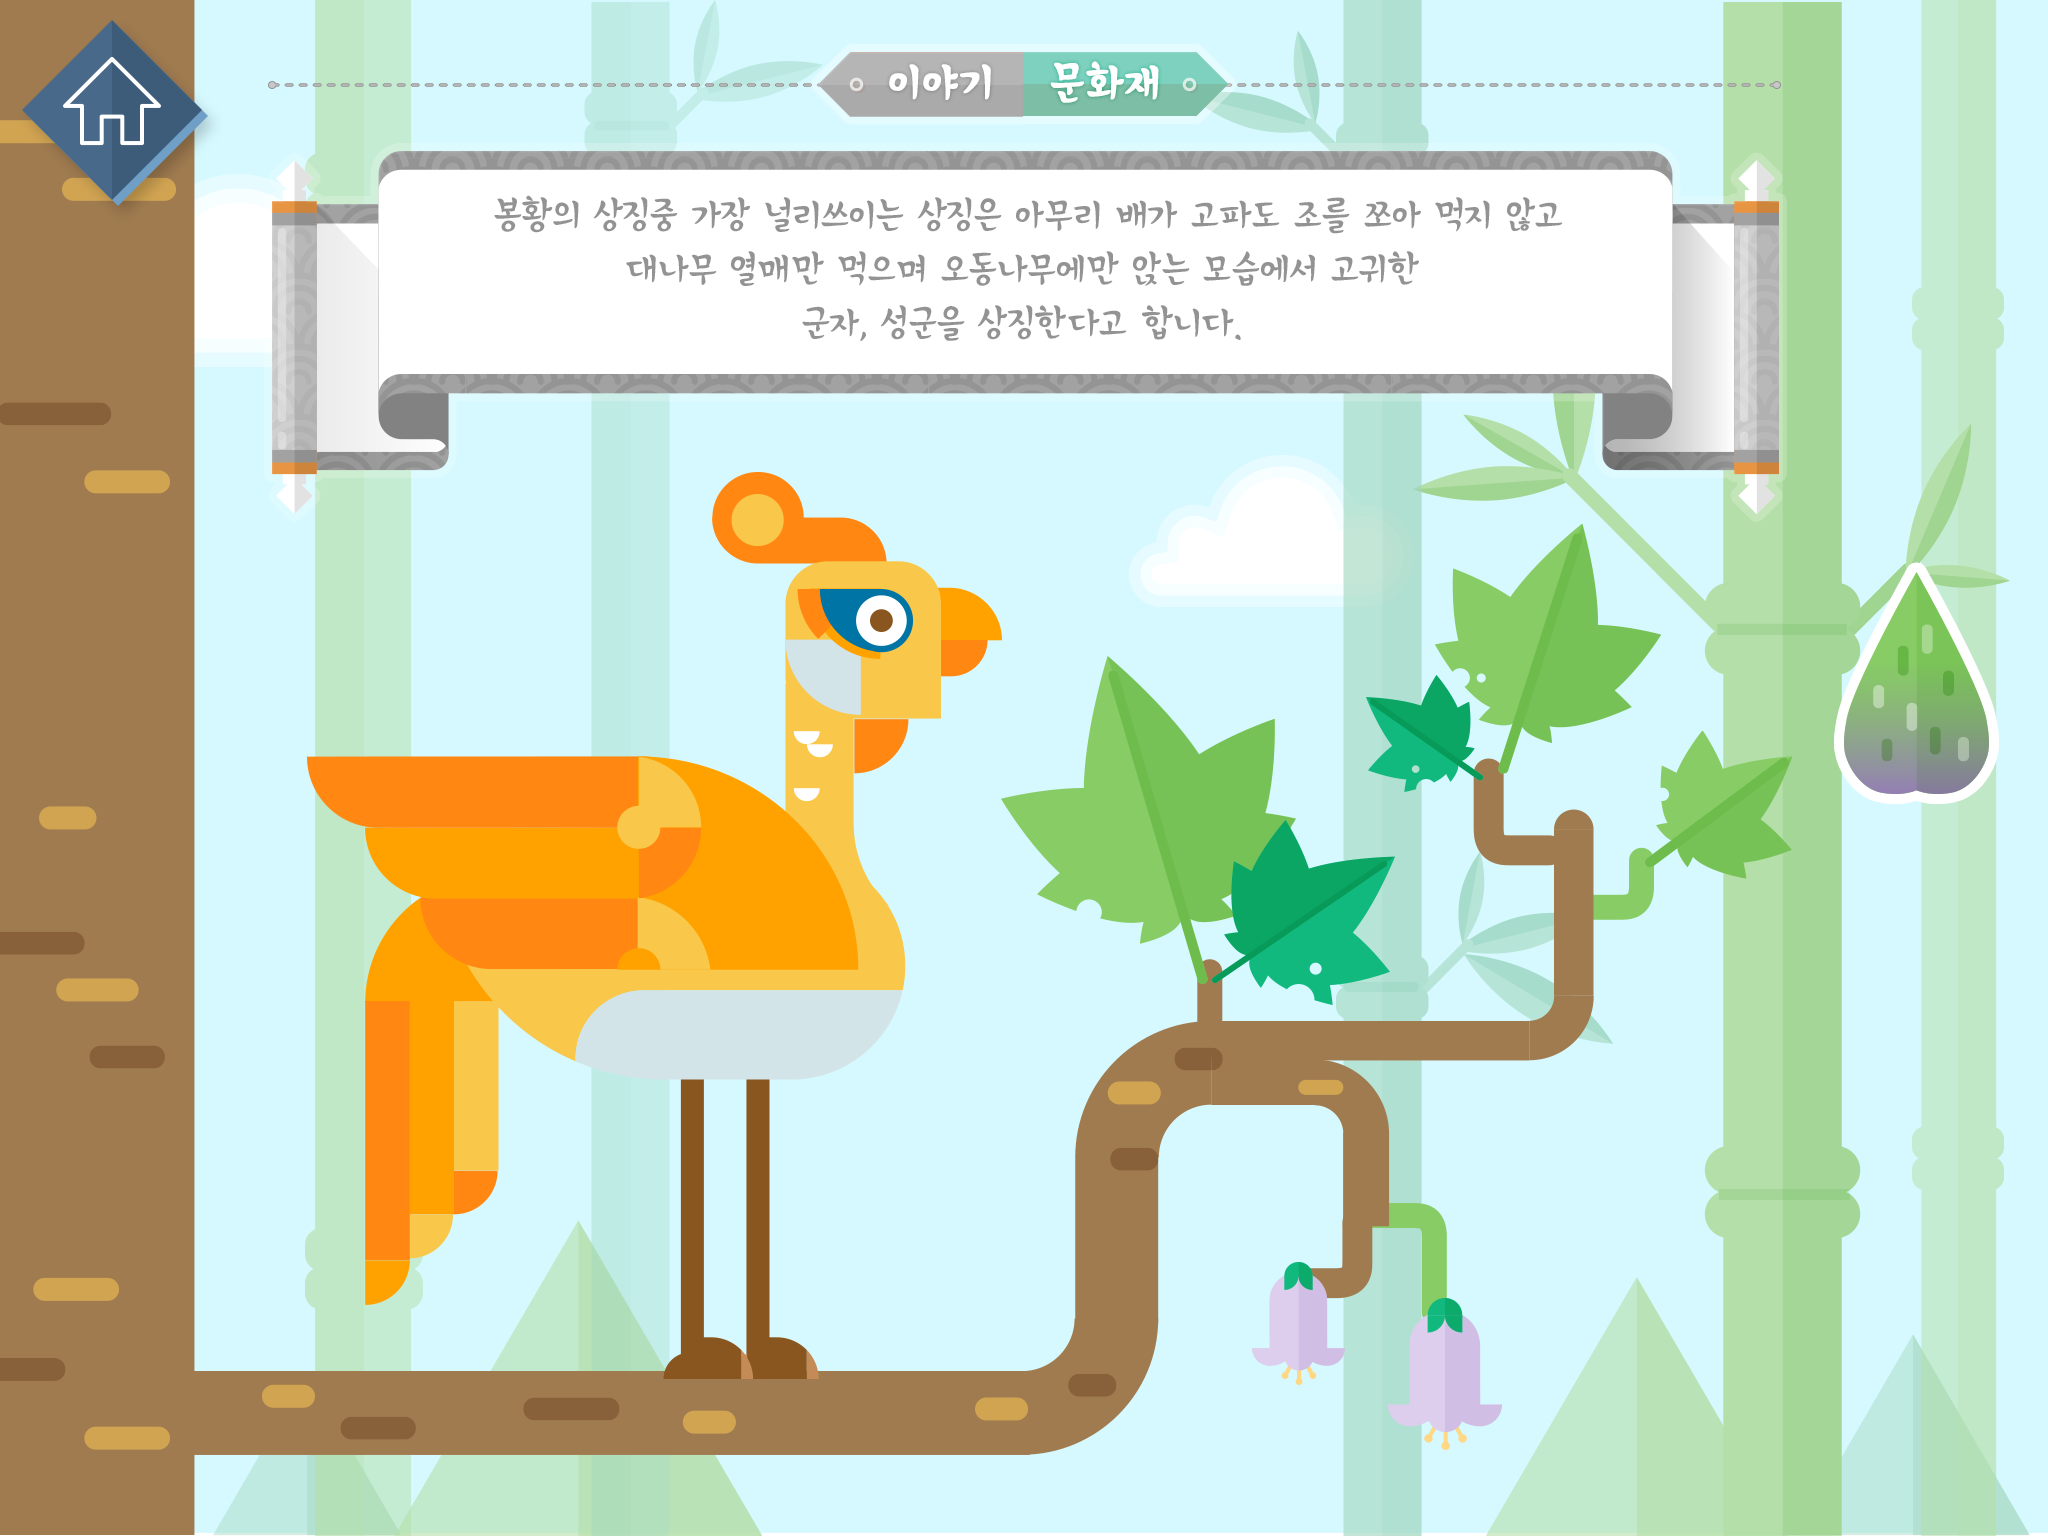 이야기 문화재
봉황의 상징중 가장 널리쓰이는 상징은 아무리 배가 고파도 조를 쪼아 먹지 않고
대나무 열매만 먹으며 오동나무에만 앉는 모습에서 고귀한
군자, 성군을 상징한다고 합니다.